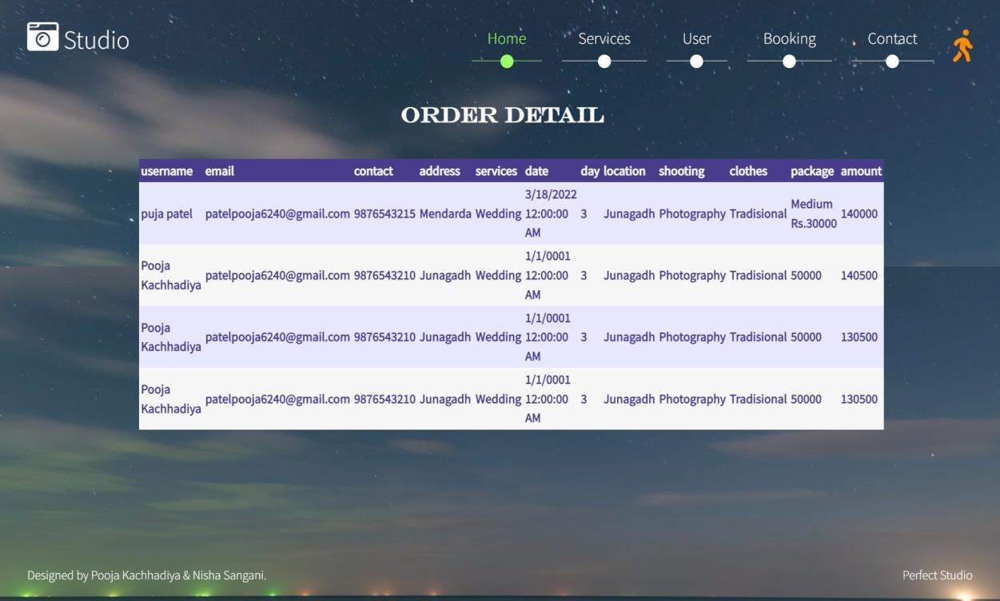 Studio
Home Services User Booking Contact
ORDER DETAIL
username email contact address services date day location shooting clothes package amount
puja patel patelpooja6240@gmail.com 9876543215 Mendarda Wedding 3/18/2022 12:00:00 AM 3 Junagadh Photography Tradisional Medium Rs.30000 140000
Pooja Kachhadiya patelpooja6240@gmail.com 9876543210 Junagadh Wedding 1/1/0001 12:00:00 AM 3 Junagadh Photography Tradisional 50000 140500
Pooja Kachhadiya patelpooja6240@gmail.com 9876543210 Junagadh Wedding 1/1/0001 12:00:00 AM 3 Junagadh Photography Tradisional 50000 130500
Pooja Kachhadiya patelpooja6240@gmail.com 9876543210 Junagadh Wedding 1/1/0001 12:00:00 AM 3 Junagadh Photography Tradisional 50000 130500
Designed by Pooja Kachhadiya & Nisha Sangani.
Perfect Studio